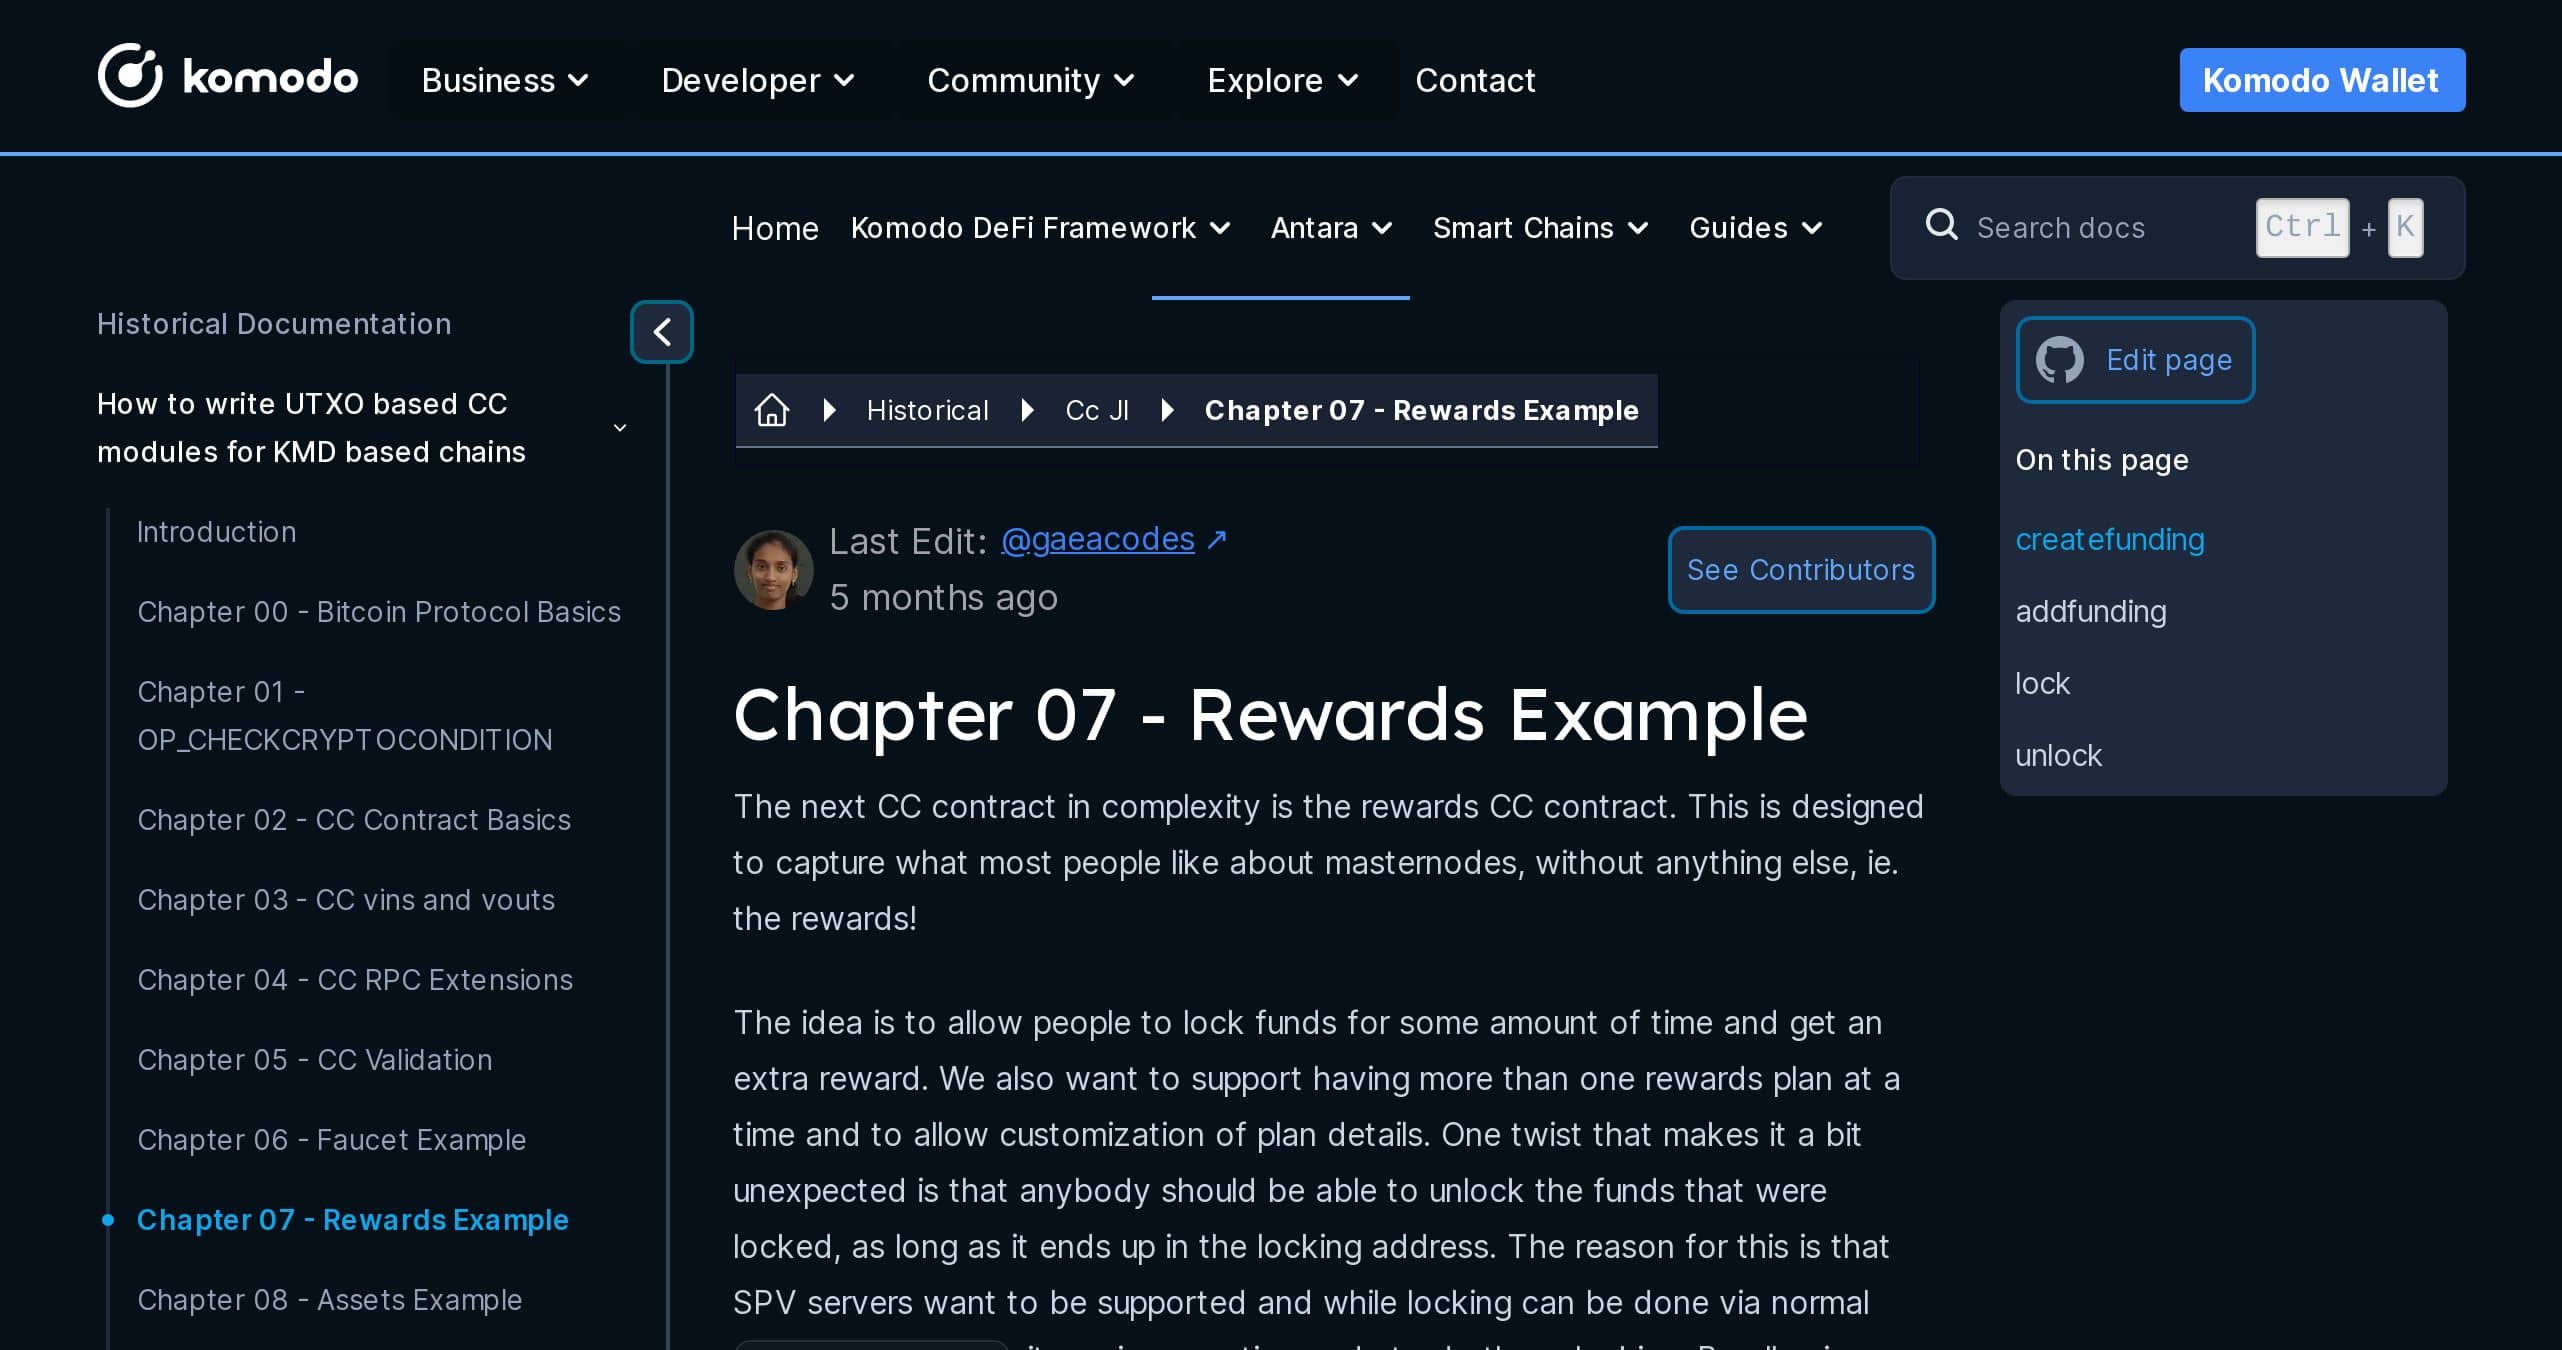 komodo
Business
Developer
Community
Explore
Contact
Komodo Wallet
Home
Komodo DeFi Framework
Antara
Smart Chains
Guides
Search docs
Ctrl + K
Historical Documentation
How to write UTXO based CC
modules for KMD based chains
Introduction
Chapter 00 - Bitcoin Protocol Basics
Chapter 01 -
OP_CHECKCRYPTOCONDITION
Chapter 02 - CC Contract Basics
Chapter 03 - CC vins and vouts
Chapter 04 - CC RPC Extensions
Chapter 05 - CC Validation
Chapter 06 - Faucet Example
Chapter 07 - Rewards Example
Chapter 08 - Assets Example
Historical
Cc Jl
Chapter 07 - Rewards Example
Last Edit: @gaeacodes ↗
5 months ago
See Contributors
Chapter 07 - Rewards Example
The next CC contract in complexity is the rewards CC contract. This is designed
to capture what most people like about masternodes, without anything else, ie.
the rewards!
The idea is to allow people to lock funds for some amount of time and get an
extra reward. We also want to support having more than one rewards plan at a
time and to allow customization of plan details. One twist that makes it a bit
unexpected is that anybody should be able to unlock the funds that were
locked, as long as it ends up in the locking address. The reason for this is that
SPV servers want to be supported and while locking can be done via normal
Edit page
On this page
createfunding
addfunding
lock
unlock